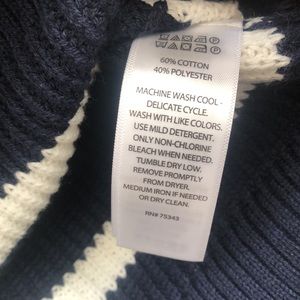 60% COTTON
40% POLYESTER
MACHINE WASH COOL -
DELICATE CYCLE.
WASH WITH LIKE COLORS.
USE MILD DETERGENT.
ONLY NON-CHLORINE
BLEACH WHEN NEEDED.
TUMBLE DRY LOW.
REMOVE PROMPTLY
FROM DRYER.
MEDIUM IRON IF NEEDED
OR DRY CLEAN.
RN# 75343